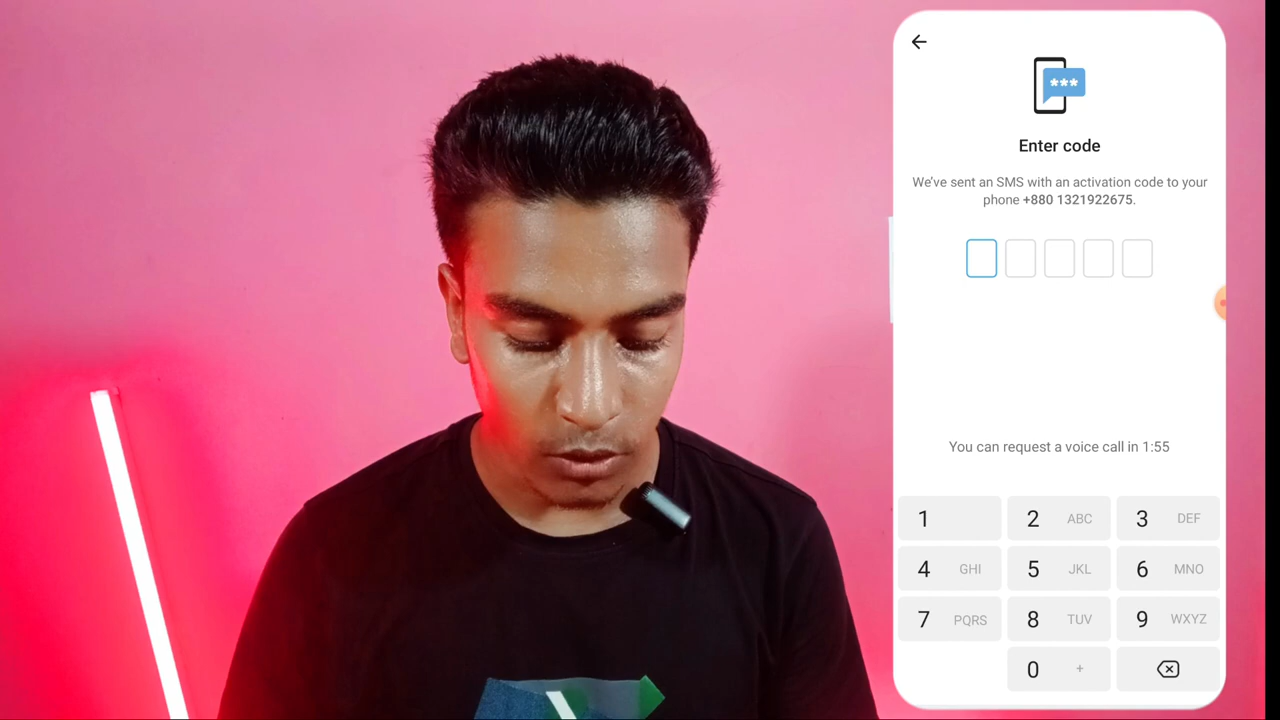 ***
Enter code
We've sent an SMS with an activation code to your
phone +880 1321922675.
You can request a voice call in 1:55
1
2 ABC
3 DEF
4 GHI
5 JKL
6 MNO
7 PQRS
8 TUV
9 WXYZ
0 +